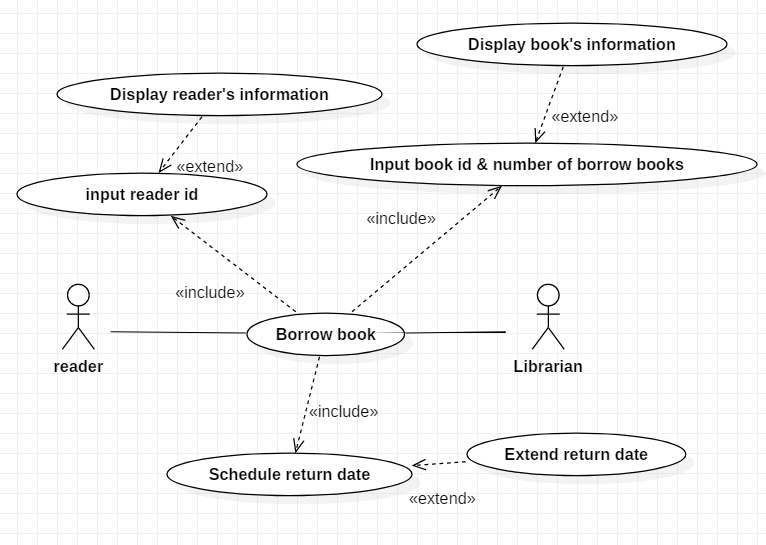 Display book's information
Display reader's information
«extend»
Input book id & number of borrow books
«extend»
input reader id
«include»
«include»
Borrow book
reader
Librarian
«include»
Extend return date
Schedule return date
«extend»